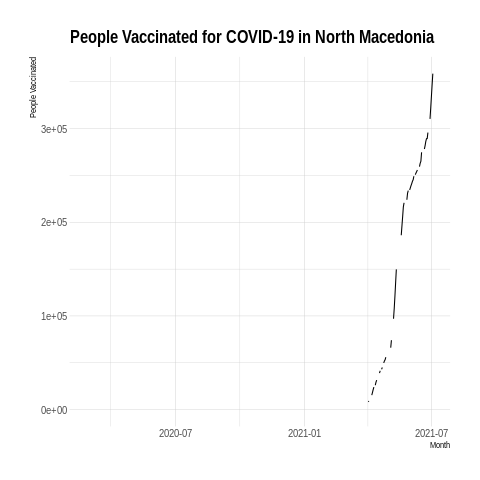 People Vaccinated for COVID-19 in North Macedonia
People Vaccinated
3e+05
2e+05
1e+05
0e+00
2020-07 2021-01 2021-07
Month